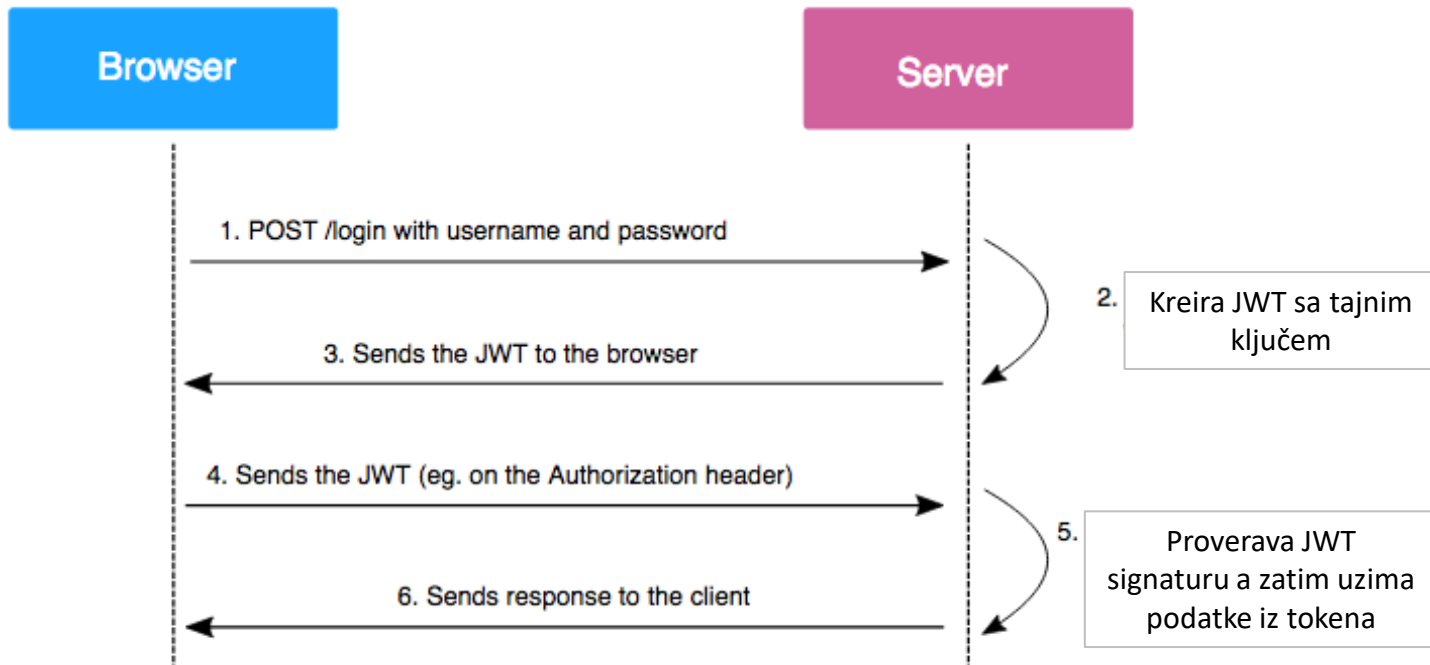 Browser
Server
1. POST /login with username and password
2.
Kreira JWT sa tajnim
ključem
3. Sends the JWT to the browser
4. Sends the JWT (eg. on the Authorization header)
5.
Proverava JWT
signaturu a zatim uzima
podatke iz tokena
6. Sends response to the client